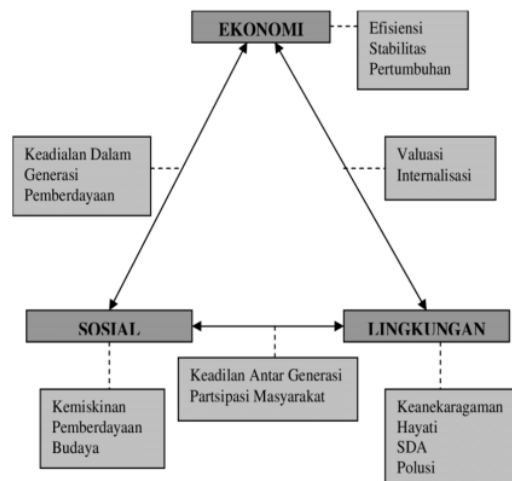 EKONOMI
Efisiensi
Stabilitas
Pertumbuhan
Keadialan Dalam
Generasi
Pemberdayaan
Valuasi
Internalisasi
SOSIAL
LINGKUNGAN
Keadilan Antar Generasi
Partsipasi Masyarakat
Kemiskinan
Pemberdayaan
Budaya
Keanekaragaman
Hayati
SDA
Polusi